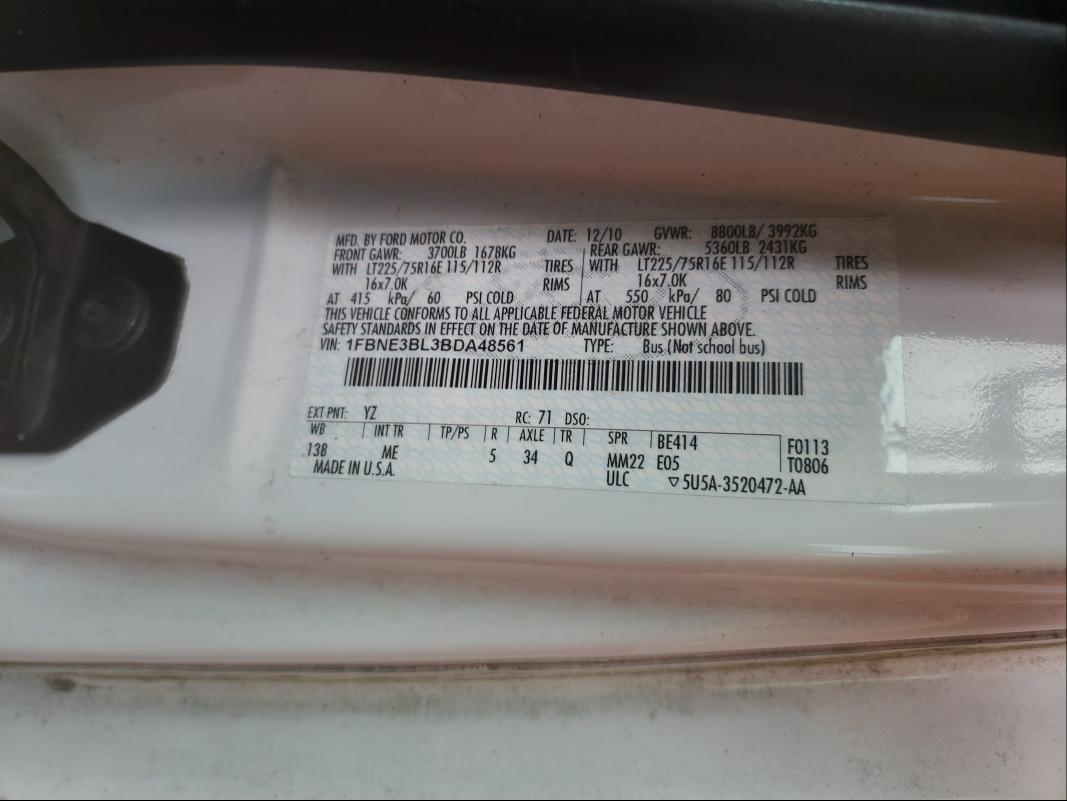 MFD. BY FORD MOTOR CO. DATE: 12/10 GVWR: 8800LB/ 3992KG
FRONT GAWR: 3700LB 1678KG REAR GAWR: 5360LB 2431KG
WITH LT225/75R16E 115/112R TIRES WITH LT225/75R16E 115/112R TIRES
16x7.0K RIMS 16x7.0K RIMS
AT 415 kPa/ 60 PSI COLD AT 550 kPa/ 80 PSI COLD
THIS VEHICLE CONFORMS TO ALL APPLICABLE FEDERAL MOTOR VEHICLE
SAFETY STANDARDS IN EFFECT ON THE DATE OF MANUFACTURE SHOWN ABOVE.
VIN: 1FBNE3BL3BDA48561 TYPE: Bus (Not school bus)
EXT PNT: YZ RC: 71 DSO:
WB INT TR TP/PS R AXLE TR SPR BE414 F0113
138 ME 5 34 Q MM22 E05 T0806
MADE IN U.S.A. ULC ▽5U5A-3520472-AA